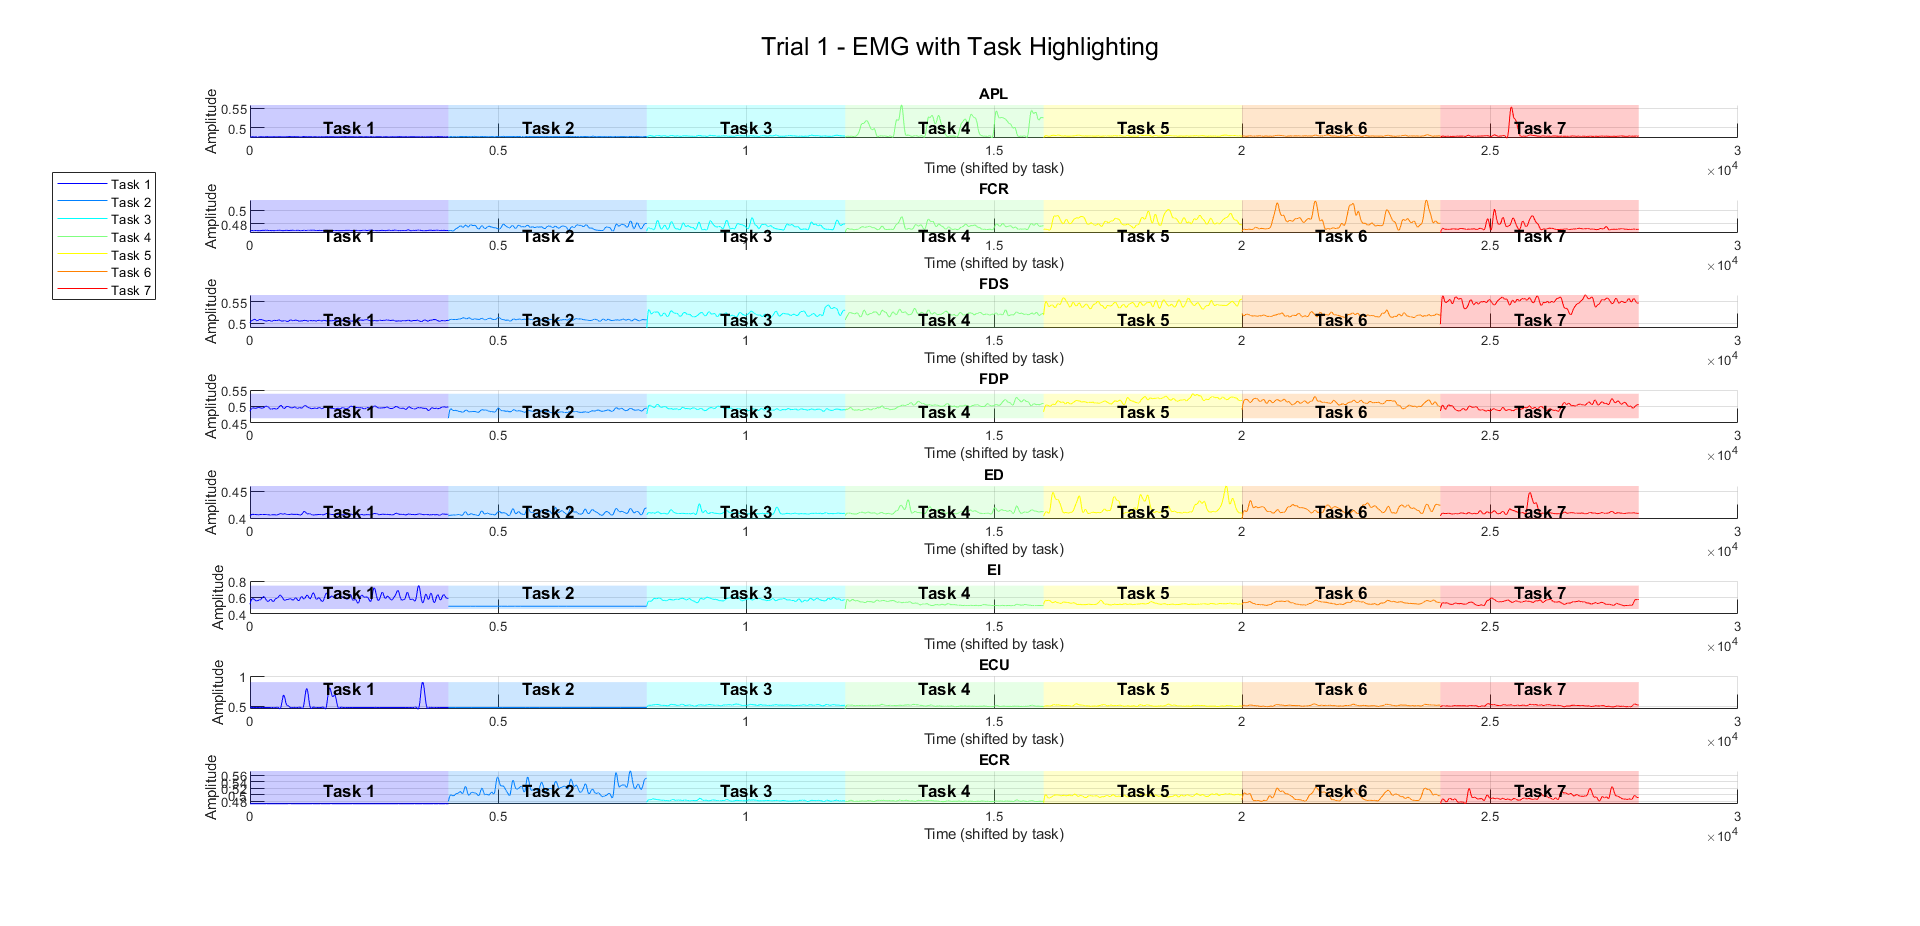 Trial 1 - EMG with Task Highlighting
Task 1
Task 2
Task 3
Task 4
Task 5
Task 6
Task 7
APL
Amplitude
0.55
0.5
Task 1 Task 2 Task 3 Task 4 Task 5 Task 6 Task 7
0 0.5 1 1.5 2 2.5 3
Time (shifted by task)
×10^4
FCR
Amplitude
0.5
0.48
Task 1 Task 2 Task 3 Task 4 Task 5 Task 6 Task 7
0 0.5 1 1.5 2 2.5 3
Time (shifted by task)
×10^4
FDS
Amplitude
0.55
0.5
Task 1 Task 2 Task 3 Task 4 Task 5 Task 6 Task 7
0 0.5 1 1.5 2 2.5 3
Time (shifted by task)
×10^4
FDP
Amplitude
0.55
0.5
0.45
Task 1 Task 2 Task 3 Task 4 Task 5 Task 6 Task 7
0 0.5 1 1.5 2 2.5 3
Time (shifted by task)
×10^4
ED
Amplitude
0.45
0.4
Task 1 Task 2 Task 3 Task 4 Task 5 Task 6 Task 7
0 0.5 1 1.5 2 2.5 3
Time (shifted by task)
×10^4
EI
Amplitude
0.8
0.6
0.4
Task 1 Task 2 Task 3 Task 4 Task 5 Task 6 Task 7
0 0.5 1 1.5 2 2.5 3
Time (shifted by task)
×10^4
ECU
Amplitude
1
0.5
Task 1 Task 2 Task 3 Task 4 Task 5 Task 6 Task 7
0 0.5 1 1.5 2 2.5 3
Time (shifted by task)
×10^4
ECR
Amplitude
0.56
0.54
0.52
0.5
0.48
Task 1 Task 2 Task 3 Task 4 Task 5 Task 6 Task 7
0 0.5 1 1.5 2 2.5 3
Time (shifted by task)
×10^4